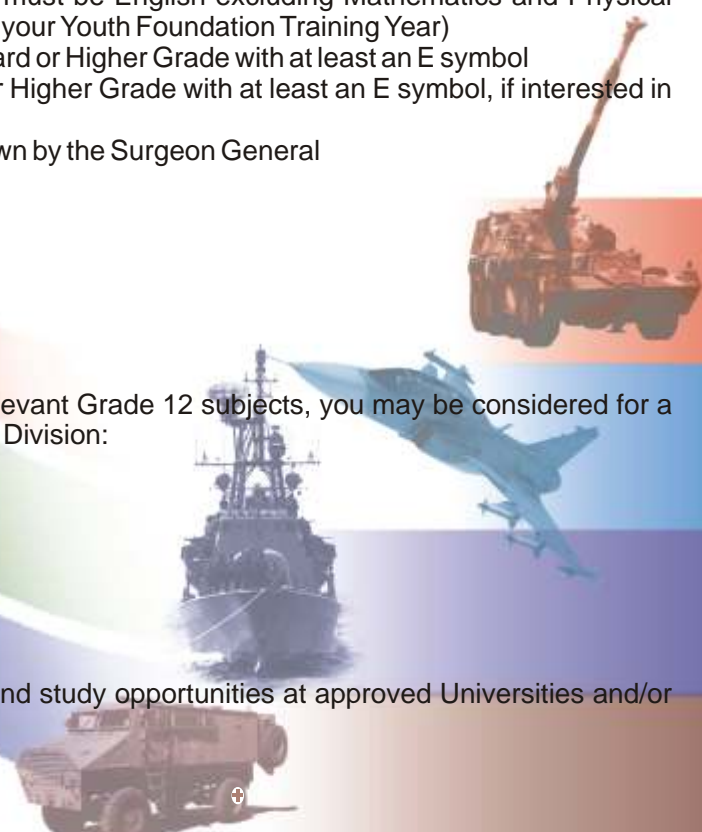 must be English excluding Mathematics and Physical
your Youth Foundation Training Year)
ard or Higher Grade with at least an E symbol
r Higher Grade with at least an E symbol, if interested in
wn by the Surgeon General
evant Grade 12 subjects, you may be considered for a
Division:
nd study opportunities at approved Universities and/or